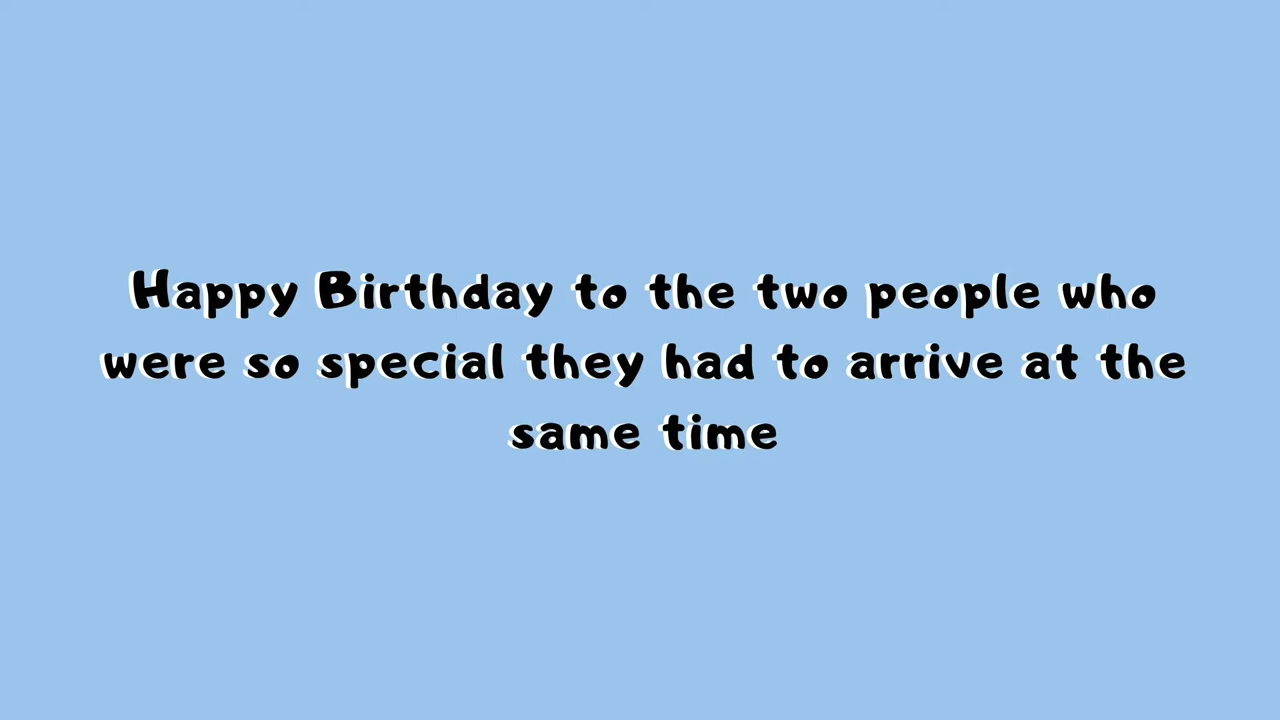 Happy Birthday to the two people who
were so special they had to arrive at the
same time